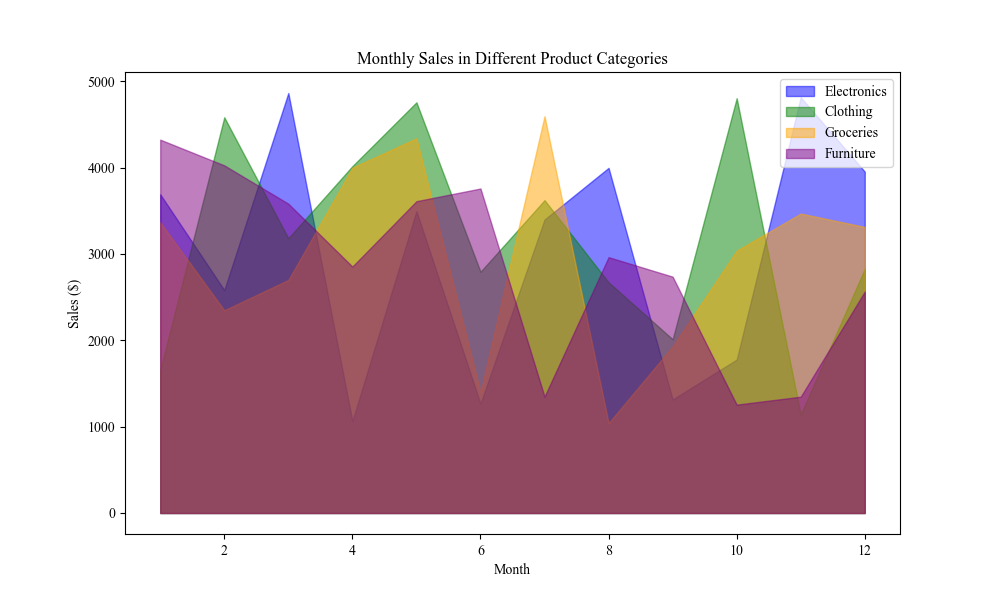 Monthly Sales in Different Product Categories
Electronics
Clothing
Groceries
Furniture
5000
4000
3000
2000
1000
0
Sales ($)
2 4 6 8 10 12
Month